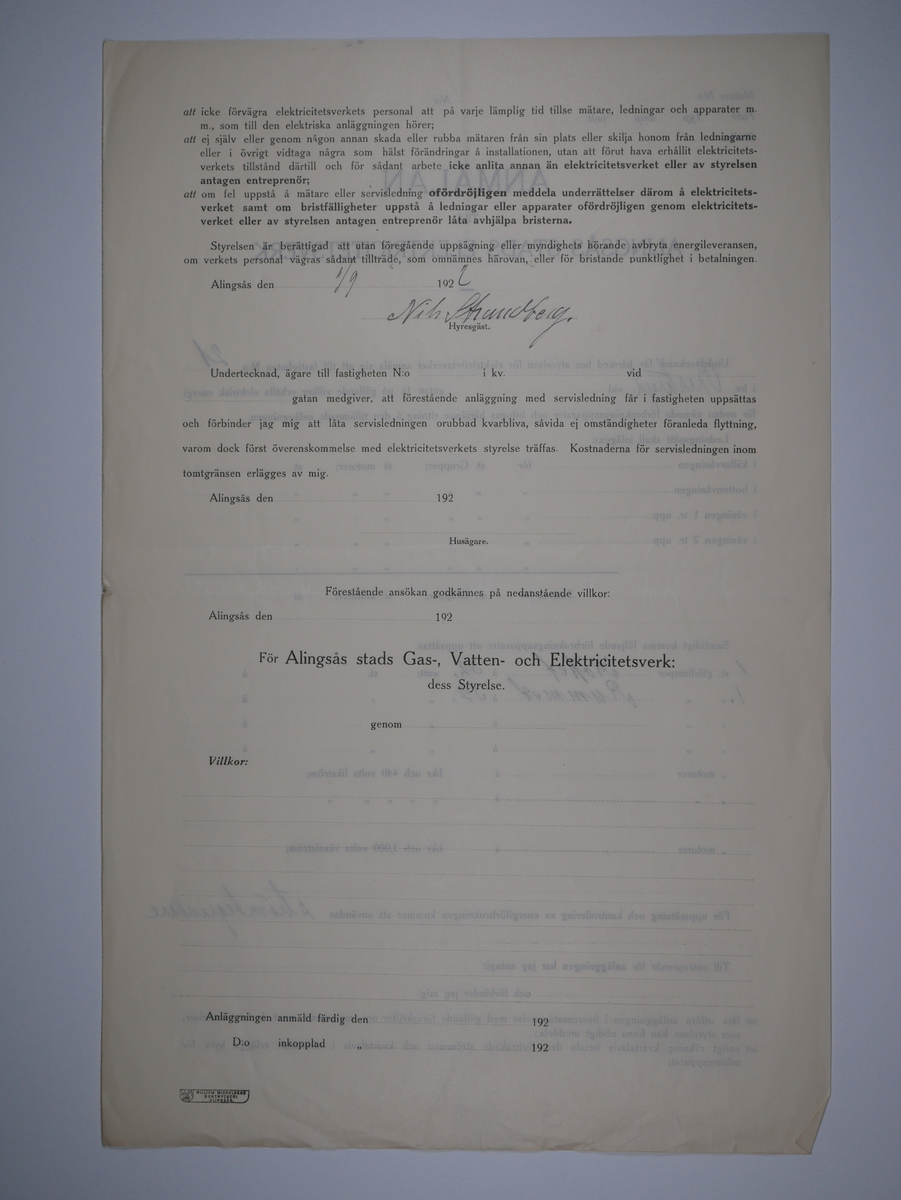 att icke förvägra elektricitetsverkets personal att på varje lämplig tid tillse mätare, ledningar och apparater m.
m., som till den elektriska anläggningen hörer;
att ej själv eller genom någon annan skada eller rubba mätaren från sin plats eller skilja honom från ledningarne
eller i övrigt vidtaga några som hälst förändringar å installationen, utan att förut hava erhållit elektricitets-
verkets tillstånd därtill och för sådant arbete icke anlita annan än elektricitetsverket eller av styrelsen
antagen entreprenör;
att om fel uppstå å mätare eller servisledning ofördröjligen meddela underrättelser därom å elektricitets-
verket samt om bristfälligheter uppstå å ledningar eller apparater ofördröjligen genom elektricitets-
verket eller av styrelsen antagen entreprenör låta avhjälpa bristerna.
Styrelsen är berättigad att utan föregående uppsägning eller myndighets hörande avbryta energileveransen,
om verkets personal vägras sådant tillträde, som omnämnes härovan, eller för bristande punktlighet i betalningen.
Alingsås den 1/9 192
Nils Strandberg.
Hyresgäst.
Undertecknad, ägare till fastigheten N:o i kv. vid
gatan medgiver, att förestående anläggning med servisledning får i fastigheten uppsättas
och förbinder jag mig att låta servisledningen orubbad kvarbliva, såvida ej omständigheter föranleda flyttning,
varom dock först överenskommelse med elektricitetsverkets styrelse träffas. Kostnaderna för servisledningen inom
tomtgränsen erlägges av mig.
Alingsås den 192
Husägare.
Förestående ansökan godkännes på nedanstående villkor:
Alingsås den 192
För Alingsås stads Gas-, Vatten- och Elektricitetsverk:
dess Styrelse.
genom
Villkor:
Anläggningen anmäld färdig den 192
D:o inkopplad „ 192